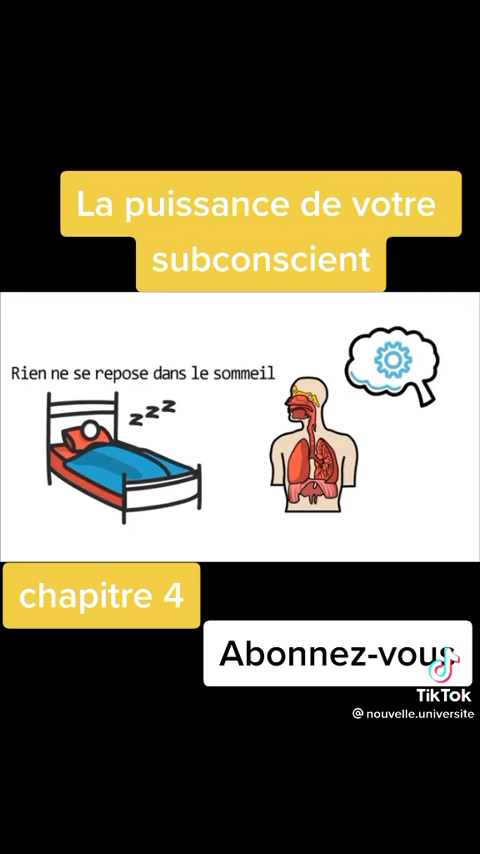 La puissance de votre
subconscient
Rien ne se repose dans le sommeil
zzz
chapitre 4
Abonnez-vous
TikTok
@nouvelle.universite